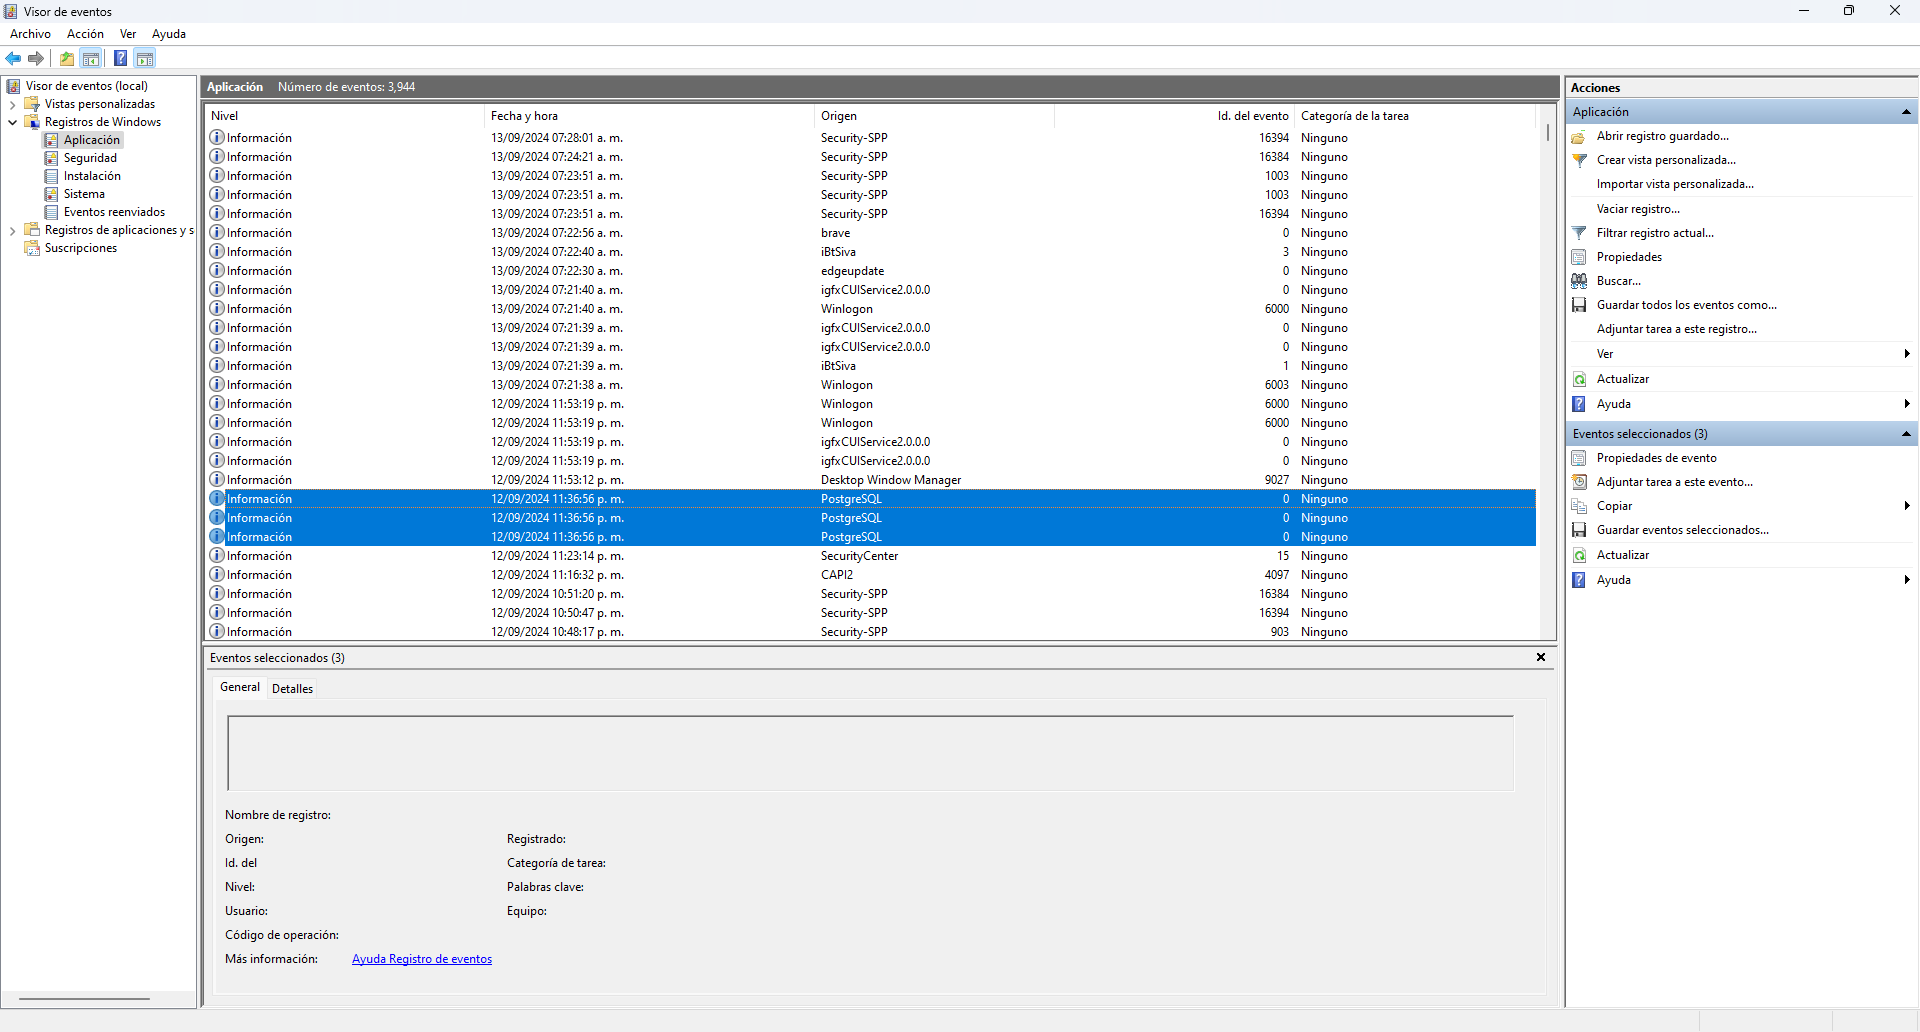 Visor de eventos
Archivo Acción Ver Ayuda
Visor de eventos (local)
Vistas personalizadas
Registros de Windows
Aplicación
Seguridad
Instalación
Sistema
Eventos reenviados
Registros de aplicaciones y s
Suscripciones
Aplicación Número de eventos: 3,944
Nivel Fecha y hora Origen Id. del evento Categoría de la tarea
Información 13/09/2024 07:28:01 a. m. Security-SPP 16394 Ninguno
Información 13/09/2024 07:24:21 a. m. Security-SPP 16384 Ninguno
Información 13/09/2024 07:23:51 a. m. Security-SPP 1003 Ninguno
Información 13/09/2024 07:23:51 a. m. Security-SPP 1003 Ninguno
Información 13/09/2024 07:23:51 a. m. Security-SPP 16394 Ninguno
Información 13/09/2024 07:22:56 a. m. brave 0 Ninguno
Información 13/09/2024 07:22:40 a. m. iBtSiva 3 Ninguno
Información 13/09/2024 07:22:30 a. m. edgeupdate 0 Ninguno
Información 13/09/2024 07:21:40 a. m. igfxCUIService2.0.0.0 0 Ninguno
Información 13/09/2024 07:21:40 a. m. Winlogon 6000 Ninguno
Información 13/09/2024 07:21:39 a. m. igfxCUIService2.0.0.0 0 Ninguno
Información 13/09/2024 07:21:39 a. m. igfxCUIService2.0.0.0 0 Ninguno
Información 13/09/2024 07:21:39 a. m. iBtSiva 1 Ninguno
Información 13/09/2024 07:21:38 a. m. Winlogon 6003 Ninguno
Información 12/09/2024 11:53:19 p. m. Winlogon 6000 Ninguno
Información 12/09/2024 11:53:19 p. m. Winlogon 6000 Ninguno
Información 12/09/2024 11:53:19 p. m. igfxCUIService2.0.0.0 0 Ninguno
Información 12/09/2024 11:53:19 p. m. igfxCUIService2.0.0.0 0 Ninguno
Información 12/09/2024 11:53:12 p. m. Desktop Window Manager 9027 Ninguno
Información 12/09/2024 11:36:56 p. m. PostgreSQL 0 Ninguno
Información 12/09/2024 11:36:56 p. m. PostgreSQL 0 Ninguno
Información 12/09/2024 11:36:56 p. m. PostgreSQL 0 Ninguno
Información 12/09/2024 11:23:14 p. m. SecurityCenter 15 Ninguno
Información 12/09/2024 11:16:32 p. m. CAPI2 4097 Ninguno
Información 12/09/2024 10:51:20 p. m. Security-SPP 16384 Ninguno
Información 12/09/2024 10:50:47 p. m. Security-SPP 16394 Ninguno
Información 12/09/2024 10:48:17 p. m. Security-SPP 903 Ninguno
Eventos seleccionados (3)
General Detalles
Nombre de registro:
Origen: Registrado:
Id. del Categoría de tarea:
Nivel: Palabras clave:
Usuario: Equipo:
Código de operación:
Más información: Ayuda Registro de eventos
Acciones
Aplicación
Abrir registro guardado...
Crear vista personalizada...
Importar vista personalizada...
Vaciar registro...
Filtrar registro actual...
Propiedades
Buscar...
Guardar todos los eventos como...
Adjuntar tarea a este registro...
Ver
Actualizar
Ayuda
Eventos seleccionados (3)
Propiedades de evento
Adjuntar tarea a este evento...
Copiar
Guardar eventos seleccionados...
Actualizar
Ayuda